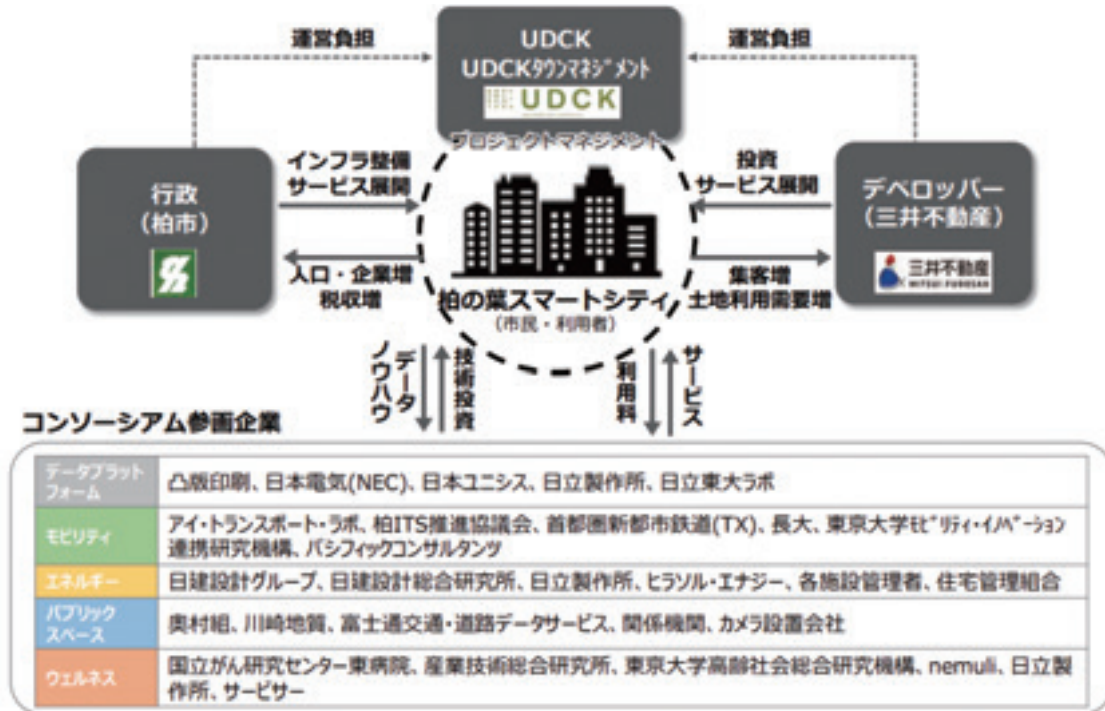 運営負担
UDCK
UDCKﾀｳﾝﾏﾈｼﾞﾒﾝﾄ
UDCK
運営負担
プロジェクトマネジメント
行政
(柏市)
インフラ整備
サービス展開
人口・企業増
税収増
投資
サービス展開
集客増
土地利用需要増
デベロッパー
(三井不動産)
三井不動産
MITSUI FUDOSAN
柏の葉スマートシティ
(市民・利用者)
データ
ノウハウ
技術投資
利用料
サービス
コンソーシアム参画企業
データプラット
フォーム
凸版印刷、日本電気(NEC)、日本ユニシス、日立製作所、日立東大ラボ
モビリティ
アイ・トランスポート・ラボ、柏ITS推進協議会、首都圏新都市鉄道(TX)、長大、東京大学ﾓﾋﾞﾘﾃｨ・ｲﾉﾍﾞｰｼｮﾝ
連携研究機構、パシフィックコンサルタンツ
エネルギー
日建設計グループ、日建設計総合研究所、日立製作所、ヒラソル・エナジー、各施設管理者、住宅管理組合
パブリック
スペース
奥村組、川崎地質、富士通交通・道路データサービス、関係機関、カメラ設置会社
ウェルネス
国立がん研究センター東病院、産業技術総合研究所、東京大学高齢社会総合研究機構、nemuli、日立製
作所、サービサー